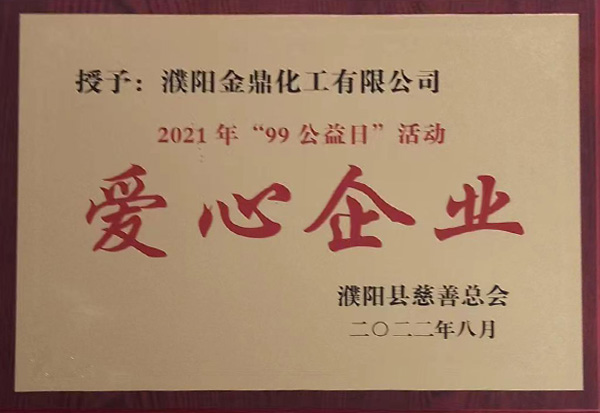 授予：濮阳金鼎化工有限公司
2021年“99公益日”活动
爱心企业
濮阳县慈善总会
二〇二二年八月